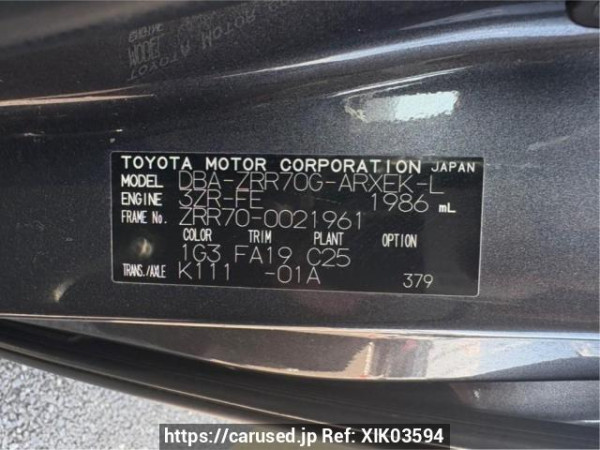 TOYOTA MOTOR CORPORATION JAPAN
MODEL DBA-ZRR70G-ARXEK-L
ENGINE 3ZR-FE 1986 mL
FRAME No. ZRR70-0021961
COLOR TRIM PLANT OPTION
1G3 FA19 C25
TRANS./AXLE K111 -01A 379
https://carused.jp Ref: XIK03594